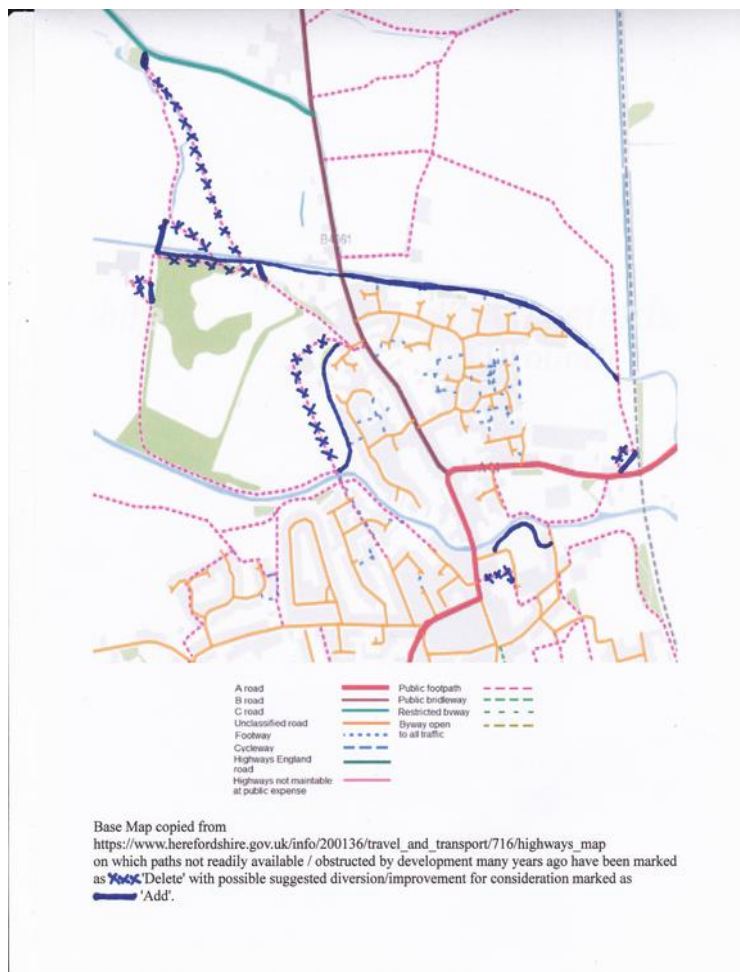 B4361
A44
A road
B road
C road
Unclassified road
Footway
Cycleway
Highways England
road
Highways not maintable
at public expense
Public footpath
Public bridleway
Restricted byway
Byway open
to all traffic
Base Map copied from
https://www.herefordshire.gov.uk/info/200136/travel_and_transport/716/highways_map
on which paths not readily available / obstructed by development many years ago have been marked
as XXX 'Delete' with possible suggested diversion/improvement for consideration marked as
'Add'.